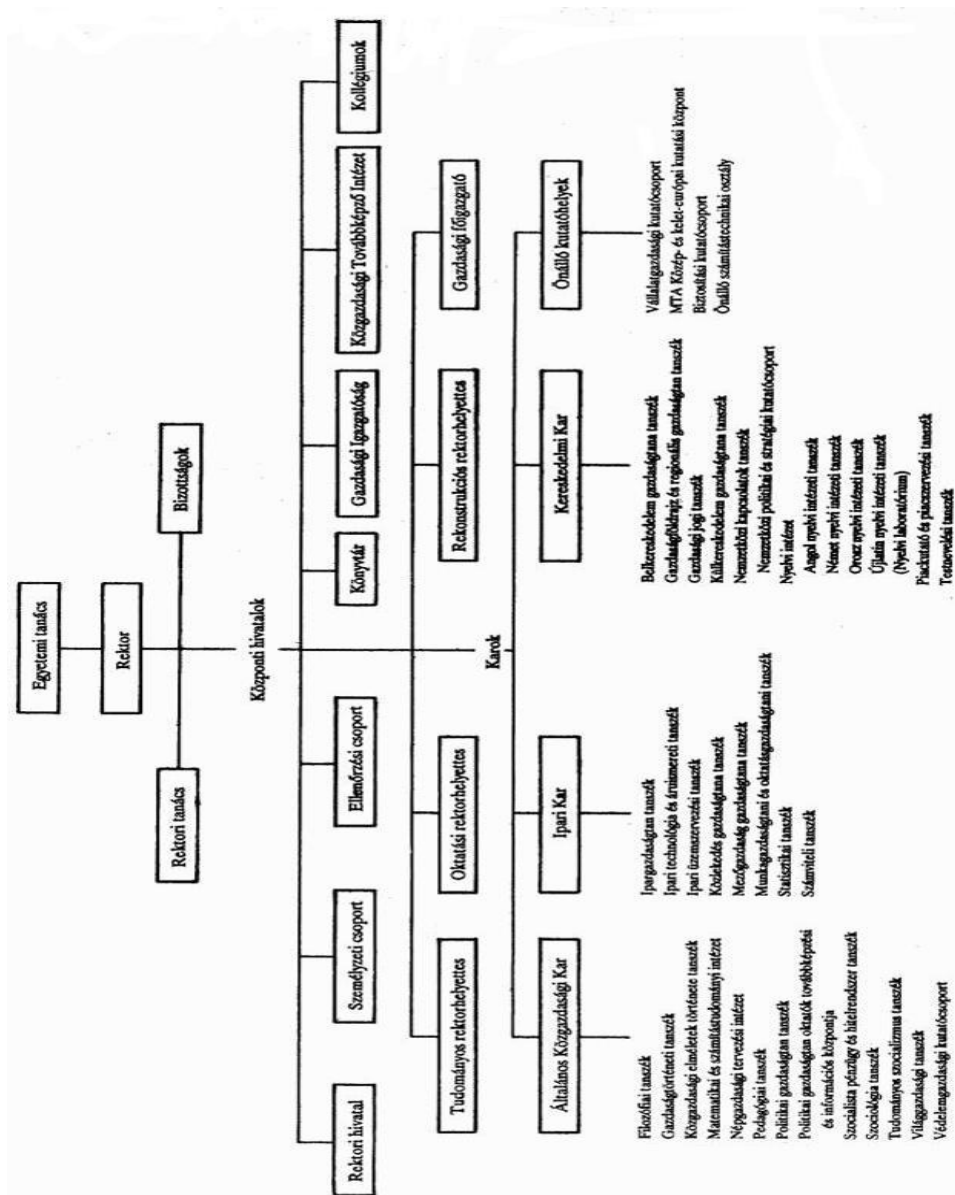 Egyetemi tanács
Rektor
Rektori tanács
Bizottságok
Központi hivatalok
Rektori hivatal
Személyzeti csoport
Ellenőrzési csoport
Könyvtár
Gazdasági Igazgatóság
Közgazdasági Továbbképző Intézet
Kollégiumok
Tudományos rektorhelyettes
Oktatási rektorhelyettes
Rekonstrukciós rektorhelyettes
Gazdasági főigazgató
Karok
Általános Közgazdasági Kar
Ipari Kar
Kereskedelmi Kar
Önálló kutatóhelyek
Filozófiai tanszék
Gazdaságtörténeti tanszék
Közgazdasági elméletek története tanszék
Matematikai és számítástudományi intézet
Népgazdasági tervezési intézet
Pedagógiai tanszék
Politikai gazdaságtan tanszék
Politikai gazdaságtan oktatók továbbképzési
és információs központja
Szocialista pénzügy és hitelrendszer tanszék
Szociológia tanszék
Tudományos szocializmus tanszék
Világgazdasági tanszék
Védelemgazdasági kutatócsoport
Ipargazdaságtan tanszék
Ipari technológia és áruismereti tanszék
Ipari üzemszervezési tanszék
Közlekedés gazdaságtana tanszék
Mezőgazdaság gazdaságtana tanszék
Munkagazdaságtani és oktatásgazdaságtani tanszék
Statisztikai tanszék
Számviteli tanszék
Belkereskedelem gazdaságtana tanszék
Gazdaságföldrajz és regionális gazdaságtan tanszék
Gazdasági jogi tanszék
Külkereskedelem gazdaságtana tanszék
Nemzetközi kapcsolatok tanszék
Nemzetközi politikai és stratégiai kutatócsoport
Nyelvi intézet
Angol nyelvi intézeti tanszék
Német nyelvi intézeti tanszék
Orosz nyelvi intézeti tanszék
Újlatin nyelvi intézeti tanszék
(Nyelvi laboratórium)
Piackutató és piacszervezési tanszék
Testnevelési tanszék
Vállalatgazdasági kutatócsoport
MTA Közép- és kelet-európai kutatási központ
Biztosítási kutatócsoport
Önálló számítástechnikai osztály